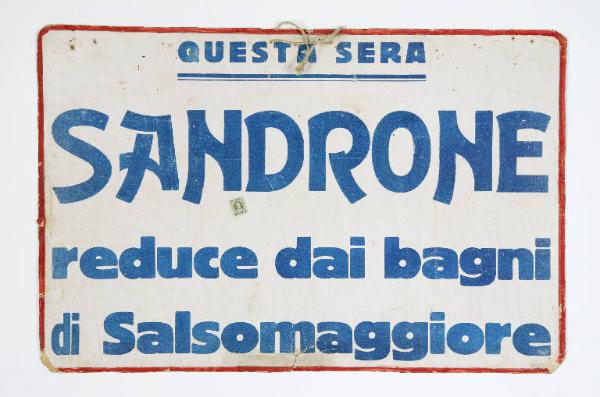 QUESTA SERA
SANDRONE
reduce dai bagni
di Salsomaggiore